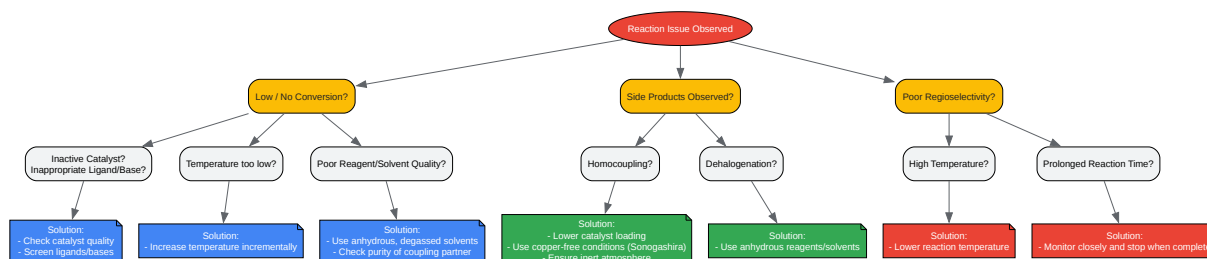 Reaction Issue Observed
Low / No Conversion?
Side Products Observed?
Poor Regioselectivity?
Inactive Catalyst?
Inappropriate Ligand/Base?
Temperature too low?
Poor Reagent/Solvent Quality?
Homocoupling?
Dehalogenation?
High Temperature?
Prolonged Reaction Time?
Solution:
- Check catalyst quality
- Screen ligands/bases
Solution:
- Increase temperature incrementally
Solution:
- Use anhydrous, degassed solvents
- Check purity of coupling partner
Solution:
- Lower catalyst loading
- Use copper-free conditions (Sonogashira)
- Ensure inert atmosphere
Solution:
- Use anhydrous reagents/solvents
Solution:
- Lower reaction temperature
Solution:
- Monitor closely and stop when complete